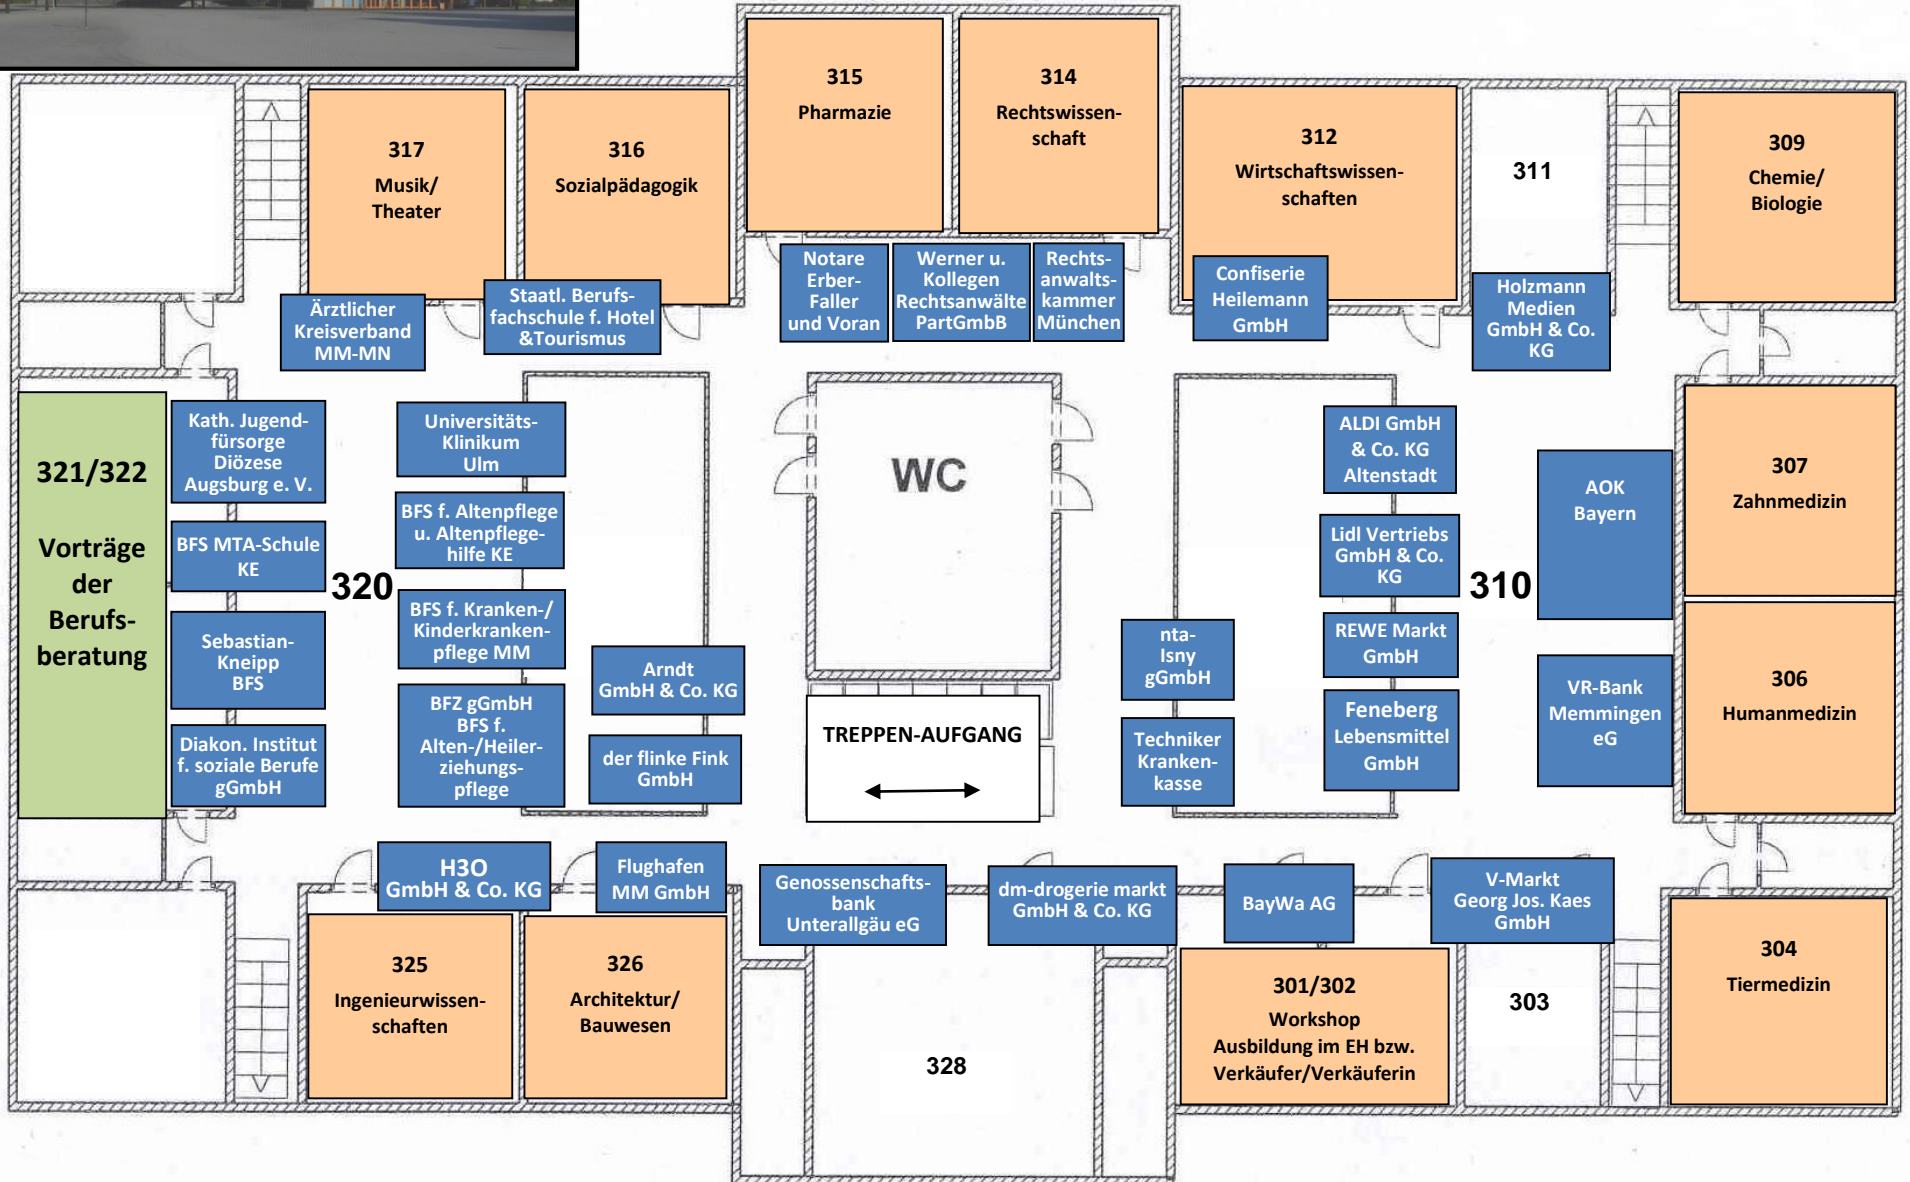 315
Pharmazie
314
Rechtswissen-
schaft
317
Musik/
Theater
316
Sozialpädagogik
312
Wirtschaftswissen-
schaften
311
309
Chemie/
Biologie
Ärztlicher
Kreisverband
MM-MN
Staatl. Berufs-
fachschule f. Hotel
&Tourismus
Notare
Erber-
Faller
und Voran
Werner u.
Kollegen
Rechtsanwälte
PartGmbB
Rechts-
anwalts-
kammer
München
Confiserie
Heilemann
GmbH
Holzmann
Medien
GmbH & Co.
KG
321/322
Vorträge
der
Berufs-
beratung
Kath. Jugend-
fürsorge
Diözese
Augsburg e. V.
BFS MTA-Schule
KE
Sebastian-
Kneipp
BFS
Diakon. Institut
f. soziale Berufe
gGmbH
320
Universitäts-
Klinikum
Ulm
BFS f. Altenpflege
u. Altenpflege-
hilfe KE
BFS f. Kranken-/
Kinderkranken-
pflege MM
BFZ gGmbH
BFS f.
Alten-/Heiler-
ziehungs-
pflege
Arndt
GmbH & Co. KG
der flinke Fink
GmbH
WC
TREPPEN-AUFGANG
nta-
Isny
gGmbH
Techniker
Kranken-
kasse
ALDI GmbH
& Co. KG
Altenstadt
Lidl Vertriebs
GmbH & Co.
KG
REWE Markt
GmbH
Feneberg
Lebensmittel
GmbH
310
AOK
Bayern
VR-Bank
Memmingen
eG
307
Zahnmedizin
306
Humanmedizin
H3O
GmbH & Co. KG
Flughafen
MM GmbH
Genossenschafts-
bank
Unterallgäu eG
dm-drogerie markt
GmbH & Co. KG
BayWa AG
V-Markt
Georg Jos. Kaes
GmbH
325
Ingenieurwissen-
schaften
326
Architektur/
Bauwesen
328
301/302
Workshop
Ausbildung im EH bzw.
Verkäufer/Verkäuferin
303
304
Tiermedizin